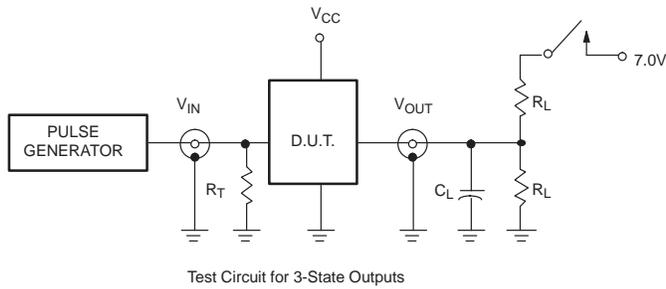 VCC
7.0V
VIN
VOUT
RL
PULSE
GENERATOR
D.U.T.
RT
CL
RL
Test Circuit for 3-State Outputs